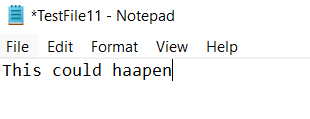 *TestFile11 - Notepad
File Edit Format View Help
This could haapen